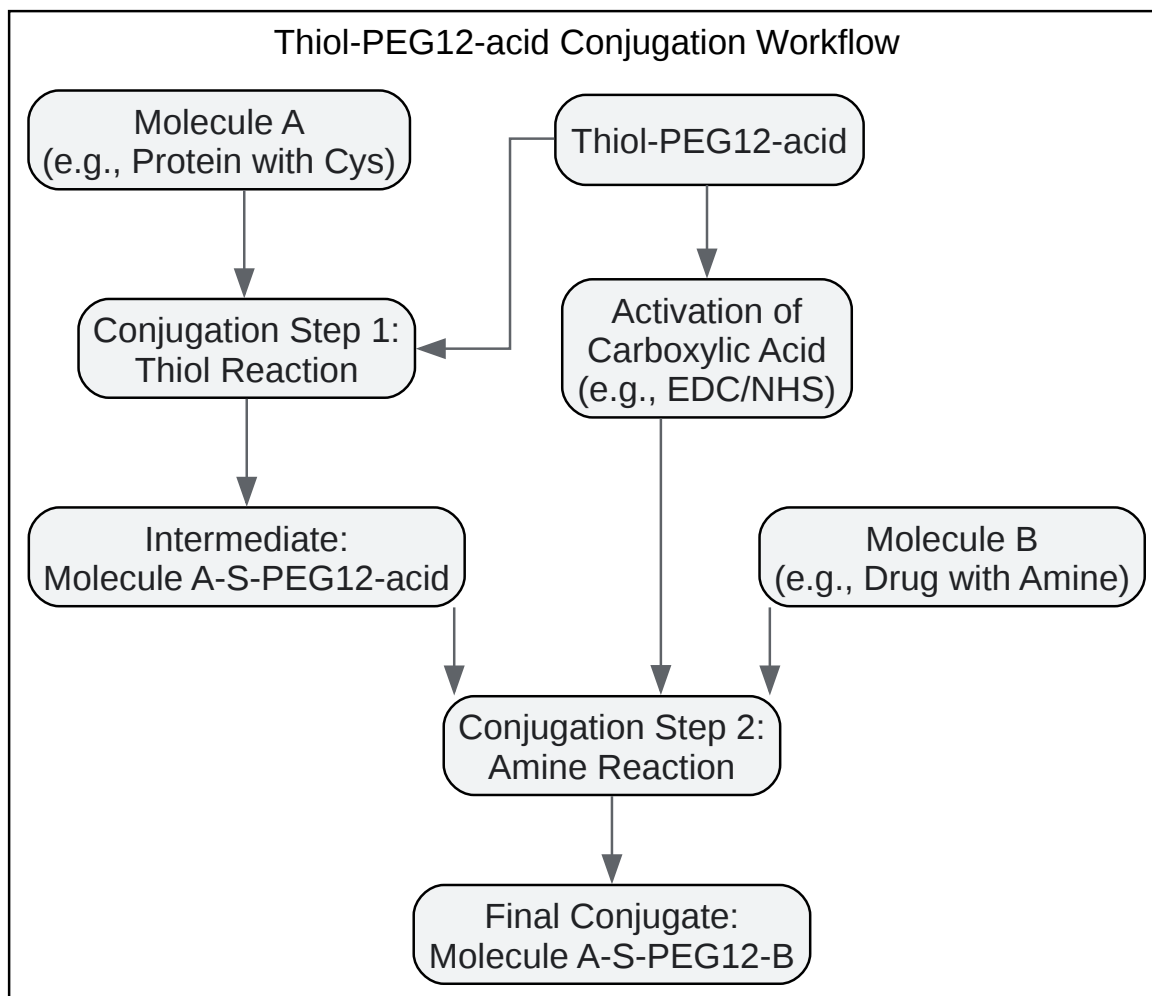 Thiol-PEG12-acid Conjugation Workflow
Molecule A
(e.g., Protein with Cys)
Thiol-PEG12-acid
Conjugation Step 1:
Thiol Reaction
Activation of
Carboxylic Acid
(e.g., EDC/NHS)
Intermediate:
Molecule A-S-PEG12-acid
Molecule B
(e.g., Drug with Amine)
Conjugation Step 2:
Amine Reaction
Final Conjugate:
Molecule A-S-PEG12-B